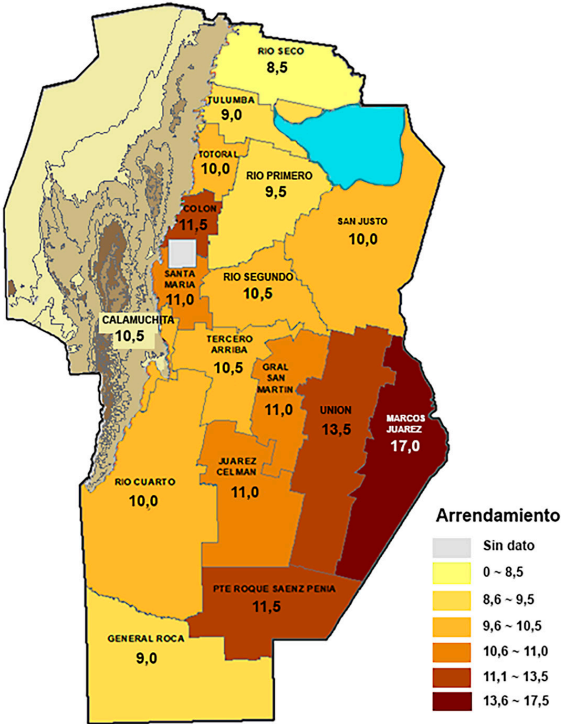 RIO SECO
8,5
TULUMBA
9,0
TOTORAL
10,0
RIO PRIMERO
9,5
COLON
11,5
SAN JUSTO
10,0
SANTA
MARIA
11,0
RIO SEGUNDO
10,5
CALAMUCHITA
10,5
TERCERO
ARRIBA
10,5
GRAL
SAN
MARTIN
11,0
UNION
13,5
MARCOS
JUAREZ
17,0
JUAREZ
CELMAN
11,0
RIO CUARTO
10,0
PTE ROQUE SAENZ PENIA
11,5
GENERAL ROCA
9,0
Arrendamiento
Sin dato
0 ~ 8,5
8,6 ~ 9,5
9,6 ~ 10,5
10,6 ~ 11,0
11,1 ~ 13,5
13,6 ~ 17,5